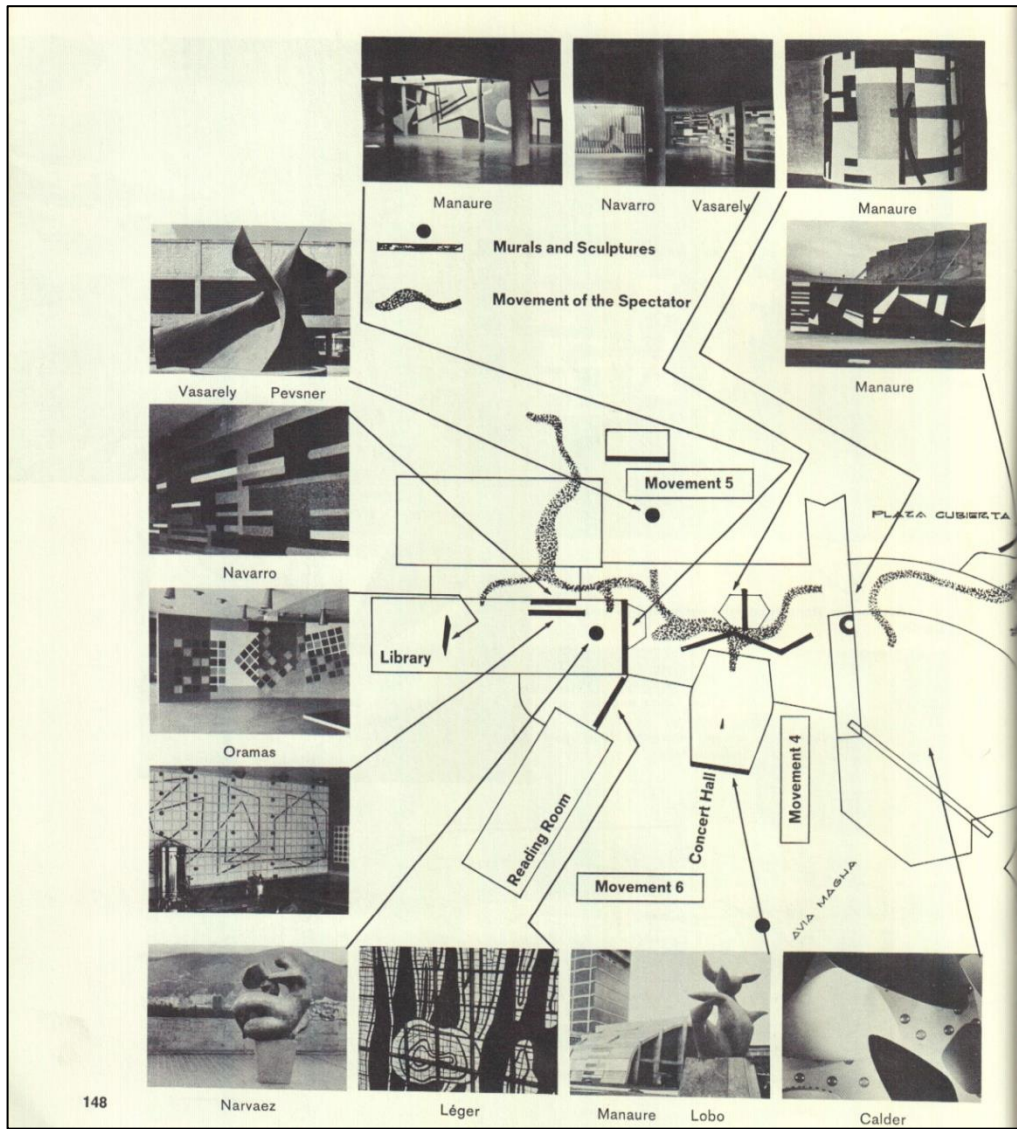 Manaure
Navarro Vasarely
Manaure
Murals and Sculptures
Movement of the Spectator
Manaure
Vasarely Pevsner
Movement 5
PLAZA CUBIERTA
Navarro
Library
Oramas
Reading Room
Concert Hall
Movement 4
Movement 6
AVIA MAGNA
148
Narvaez
Léger
Manaure Lobo
Calder